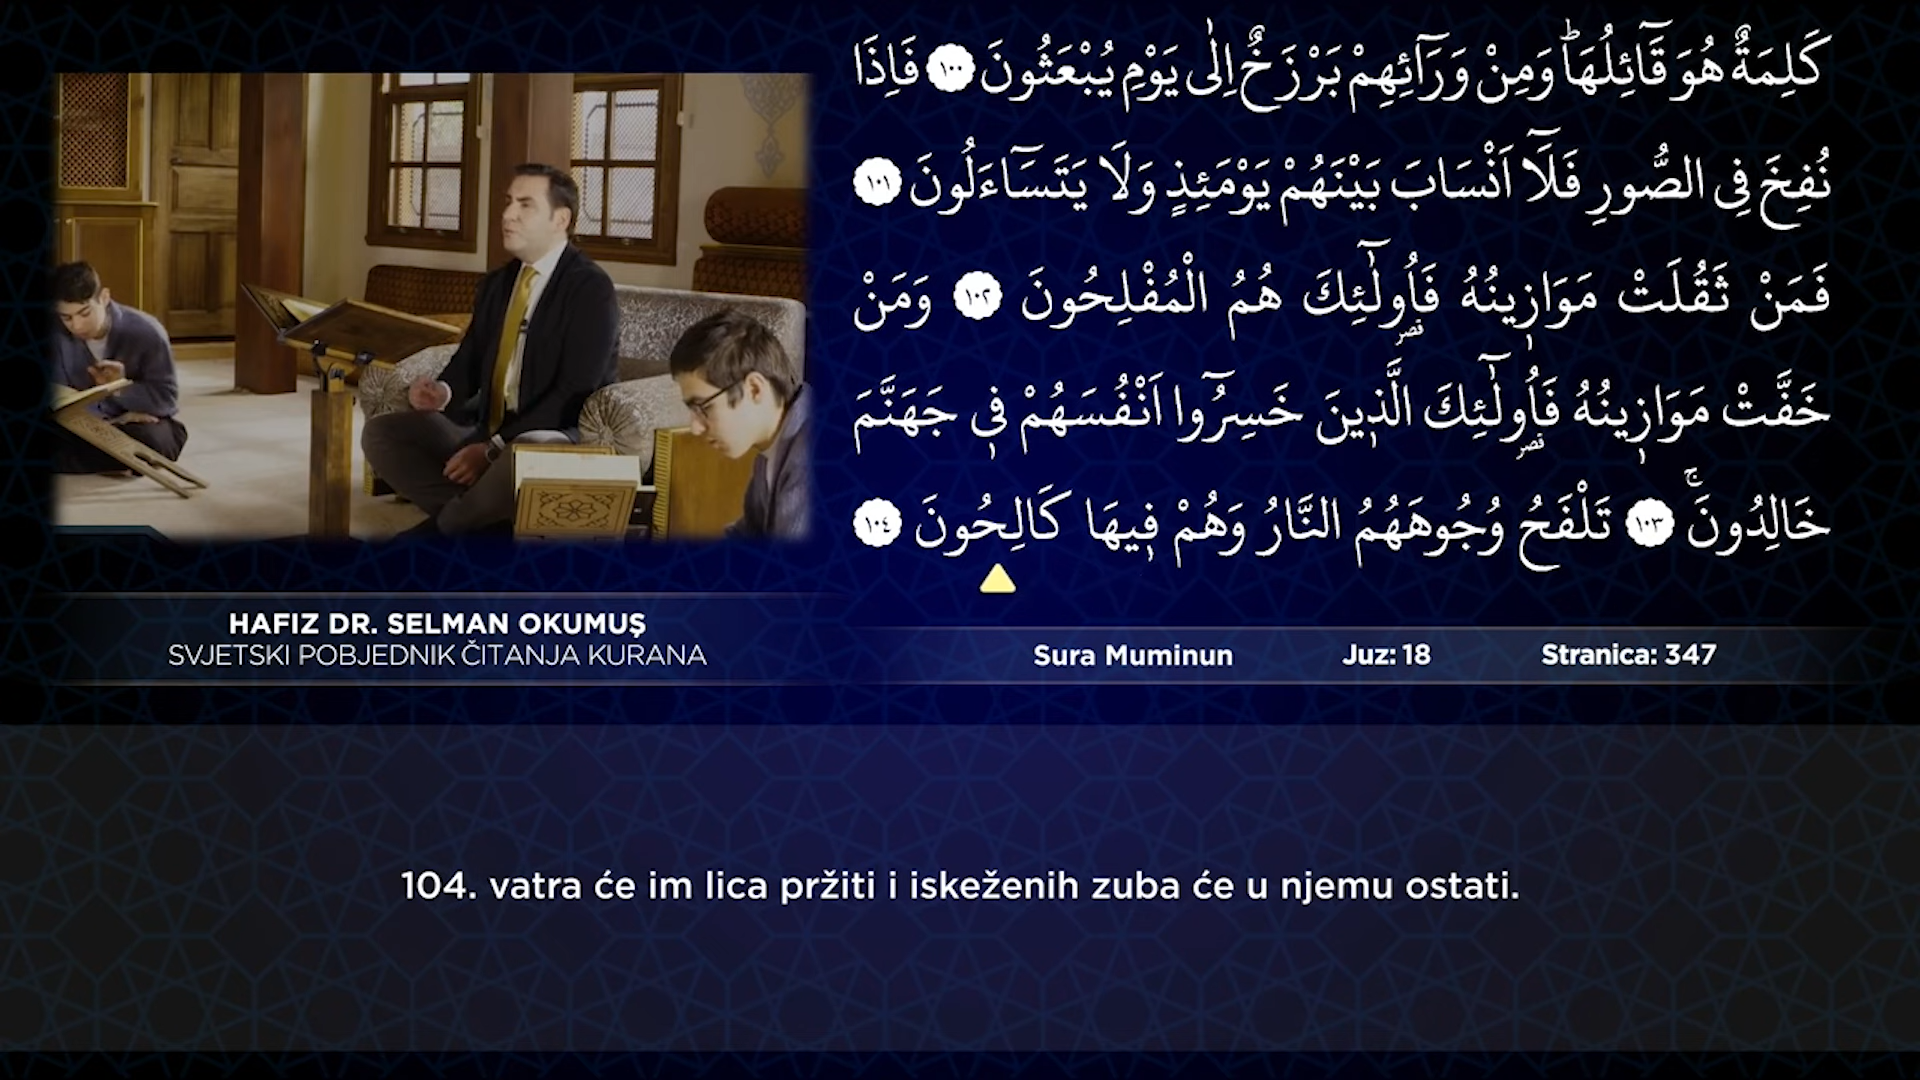 كَلِمَةٌ هُوَ قَٓائِلُهَاۜ وَمِنْ وَرَٓائِهِمْ بَرْزَخٌ اِلٰى يَوْمِ يُبْعَثُونَ ١٠٠ فَاِذَا
نُفِخَ فِى الصُّورِ فَلَٓا اَنْسَابَ بَيْنَهُمْ يَوْمَئِذٍ وَلَا يَتَسَٓاءَلُونَ ١٠١
فَمَنْ ثَقُلَتْ مَوَاز۪ينُهُ فَاُو۬لٰٓئِكَ هُمُ الْمُفْلِحُونَ ١٠٢ وَمَنْ
خَفَّتْ مَوَاز۪ينُهُ فَاُو۬لٰٓئِكَ الَّذ۪ينَ خَسِرُٓوا اَنْفُسَهُمْ ف۪ى جَهَنَّمَ
خَالِدُونَۚ ١٠٣ تَلْفَحُ وُجُوهَهُمُ النَّارُ وَهُمْ ف۪يهَا كَالِحُونَ ١٠٤
HAFIZ DR. SELMAN OKUMUŞ
SVJETSKI POBJEDNIK ČITANJA KURANA
Sura Muminun Juz: 18 Stranica: 347
104. vatra će im lica pržiti i iskeženih zuba će u njemu ostati.